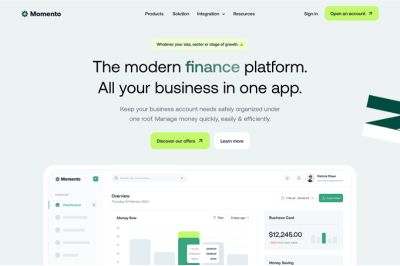 Momento
Products Solution Integration Resources
Sign in
Open an account
Whatever your size, sector or stage of growth.
The modern finance platform.
All your business in one app.
Keep your business account needs safely organized under
one roof. Manage money quickly, easily & efficiently.
Discover our offers
Learn more
Momento
Overview
Dashboard
Money flow
Business Card
$12,245.00
Money Saving